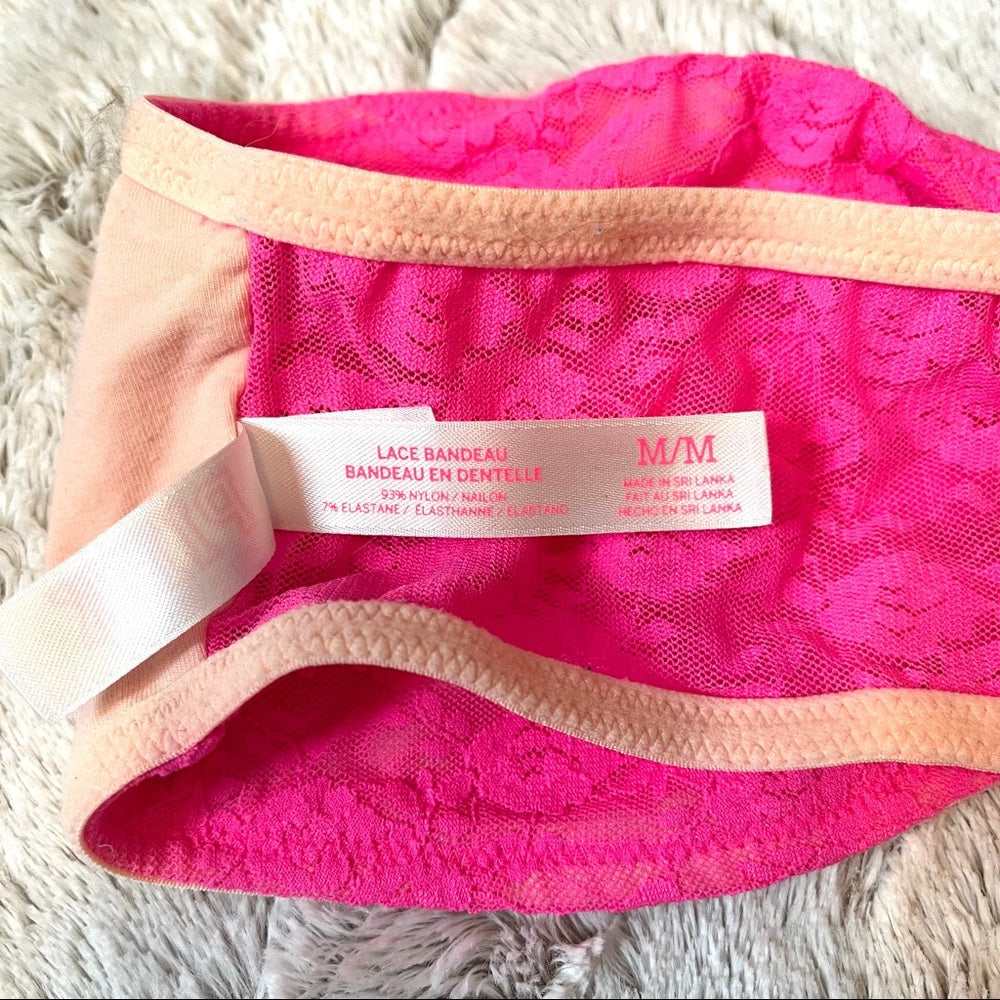 LACE BANDEAU
BANDEAU EN DENTELLE
93% NYLON / NAILON
7% ELASTANE / ÉLASTHANNE / ELASTANO
M/M
MADE IN SRI LANKA
FAIT AU SRI LANKA
HECHO EN SRI LANKA